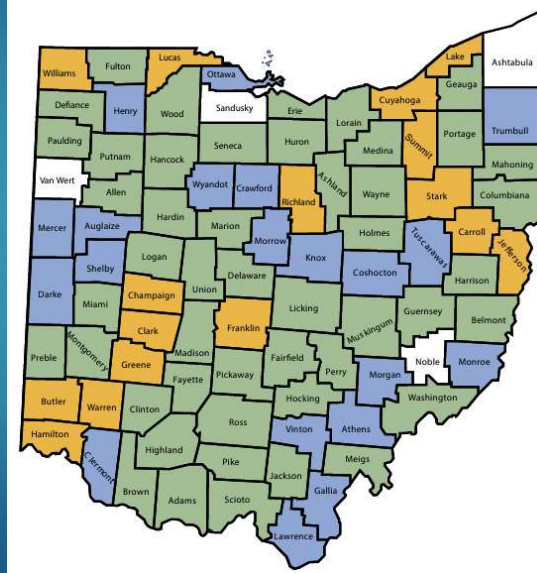 Williams
Fulton
Lucas
Ottawa
Lake
Ashtabula
Geauga
Cuyahoga
Defiance
Henry
Wood
Sandusky
Erie
Lorain
Trumbull
Summit
Portage
Paulding
Putnam
Hancock
Seneca
Huron
Medina
Mahoning
Van Wert
Allen
Wyandot
Crawford
Richland
Ashland
Wayne
Stark
Columbiana
Mercer
Auglaize
Hardin
Marion
Morrow
Holmes
Tuscarawas
Carroll
Jefferson
Knox
Coshocton
Harrison
Shelby
Logan
Union
Delaware
Darke
Miami
Champaign
Licking
Muskingum
Guernsey
Belmont
Clark
Franklin
Madison
Preble
Montgomery
Greene
Fayette
Pickaway
Fairfield
Perry
Morgan
Noble
Monroe
Washington
Butler
Warren
Clinton
Hocking
Athens
Ross
Vinton
Hamilton
Clermont
Highland
Pike
Meigs
Jackson
Gallia
Brown
Adams
Scioto
Lawrence